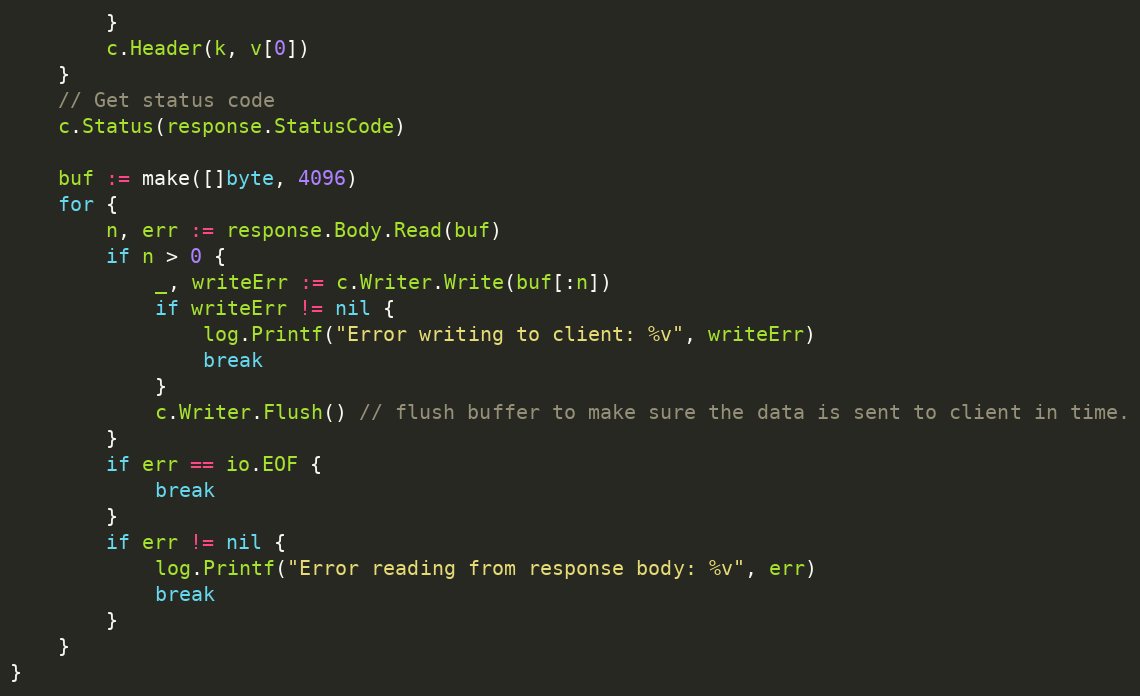 }
        c.Header(k, v[0])
    }
    // Get status code
    c.Status(response.StatusCode)

    buf := make([]byte, 4096)
    for {
        n, err := response.Body.Read(buf)
        if n > 0 {
            _, writeErr := c.Writer.Write(buf[:n])
            if writeErr != nil {
                log.Printf("Error writing to client: %v", writeErr)
                break
            }
            c.Writer.Flush() // flush buffer to make sure the data is sent to client in time.
        }
        if err == io.EOF {
            break
        }
        if err != nil {
            log.Printf("Error reading from response body: %v", err)
            break
        }
    }
}